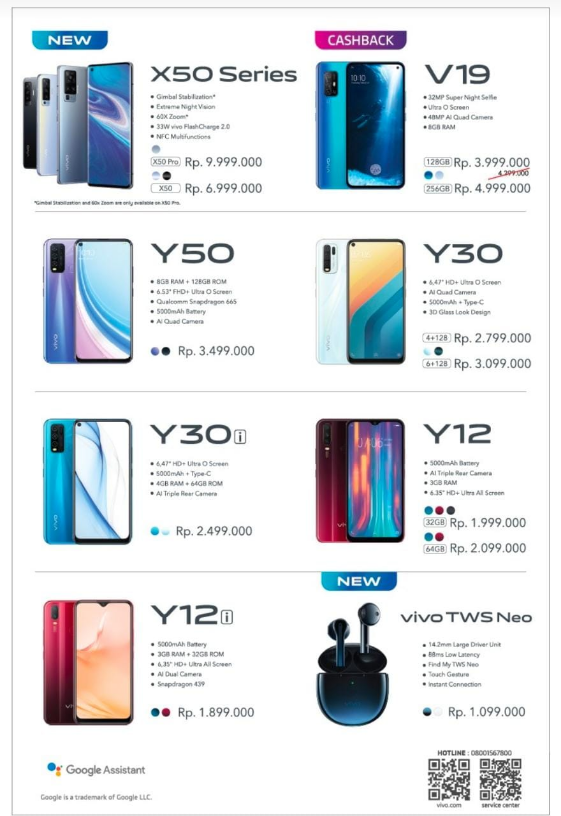 NEW
X50 Series
Gimbal Stabilization*
Extreme Night Vision
60X Zoom*
33W vivo FlashCharge 2.0
NFC Multifunctions
X50 Pro Rp. 9.999.000
X50 Rp. 6.999.000
*Gimbal Stabilization and 60x Zoom are only available on X50 Pro.
CASHBACK
V19
32MP Super Night Selfie
Ultra O Screen
48MP AI Quad Camera
8GB RAM
128GB Rp. 3.999.000
4.299.000
256GB Rp. 4.999.000
Y50
8GB RAM + 128GB ROM
6.53" FHD+ Ultra O Screen
Qualcomm Snapdragon 665
5000mAh Battery
AI Quad Camera
Rp. 3.499.000
Y30
6,47" HD+ Ultra O Screen
AI Quad Camera
5000mAh + Type-C
3D Glass Look Design
4+128 Rp. 2.799.000
6+128 Rp. 3.099.000
Y30i
6,47" HD+ Ultra O Screen
5000mAh + Type-C
4GB RAM + 64GB ROM
AI Triple Rear Camera
Rp. 2.499.000
Y12
5000mAh Battery
AI Triple Rear Camera
3GB RAM
6.35" HD+ Ultra All Screen
32GB Rp. 1.999.000
64GB Rp. 2.099.000
Y12i
5000mAh Battery
3GB RAM + 32GB ROM
6,35" HD+ Ultra All Screen
AI Dual Camera
Snapdragon 439
Rp. 1.899.000
NEW
vivo TWS Neo
14.2mm Large Driver Unit
88ms Low Latency
Find My TWS Neo
Touch Gesture
Instant Connection
Rp. 1.099.000
Google Assistant
Google is a trademark of Google LLC.
HOTLINE : 08001567800
vivo.com
service center